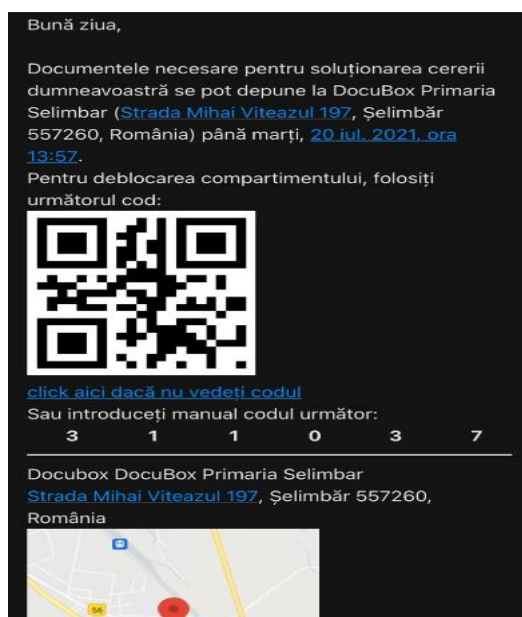 Bună ziua,
Documentele necesare pentru soluționarea cererii
dumneavoastră se pot depune la DocuBox Primaria
Selimbar (Strada Mihai Viteazul 197, Șelimbăr
557260, România) până marți, 20 iul. 2021, ora
13:57.
Pentru deblocarea compartimentului, folosiți
următorul cod:
click aici dacă nu vedeți codul
Sau introduceți manual codul următor:
3 1 1 0 3 7
Docubox DocuBox Primaria Selimbar
Strada Mihai Viteazul 197, Șelimbăr 557260,
România
S6